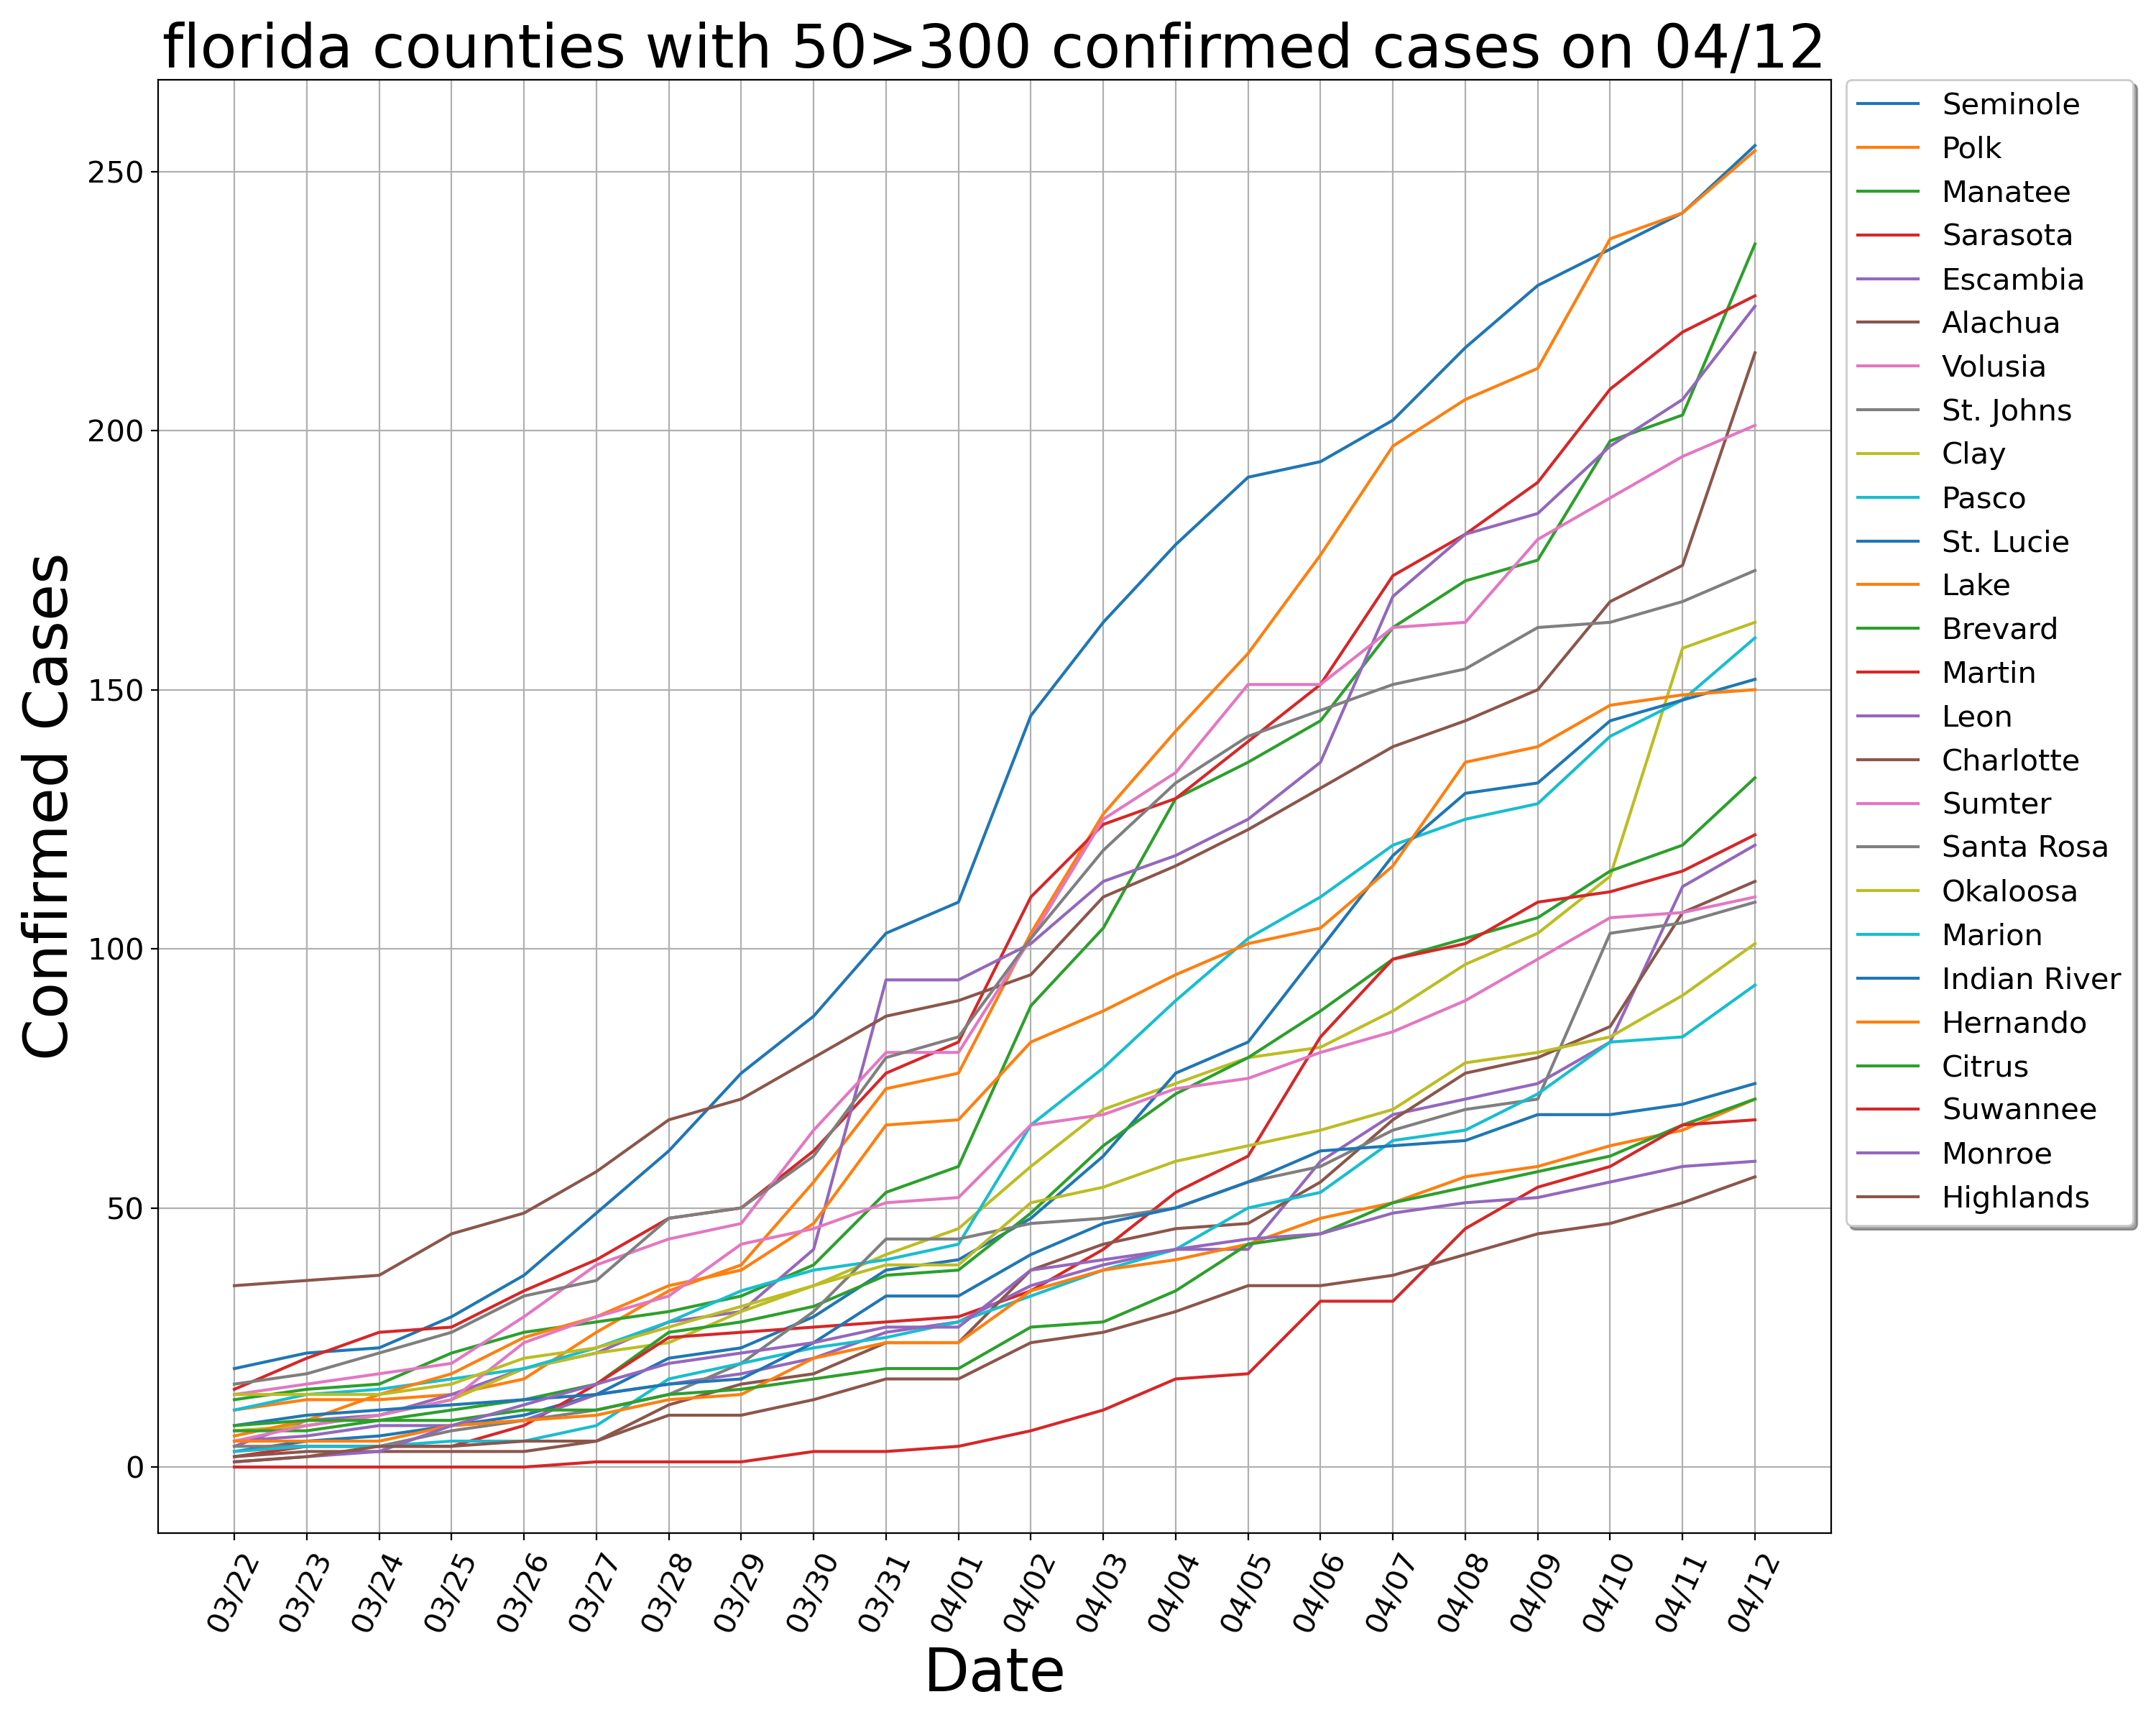 florida counties with 50>300 confirmed cases on 04/12
Confirmed Cases
250
200
150
100
50
0
03/22
03/23
03/24
03/25
03/26
03/27
03/28
03/29
03/30
03/31
04/01
04/02
04/03
04/04
04/05
04/06
04/07
04/08
04/09
04/10
04/11
04/12
Date
Seminole
Polk
Manatee
Sarasota
Escambia
Alachua
Volusia
St. Johns
Clay
Pasco
St. Lucie
Lake
Brevard
Martin
Leon
Charlotte
Sumter
Santa Rosa
Okaloosa
Marion
Indian River
Hernando
Citrus
Suwannee
Monroe
Highlands